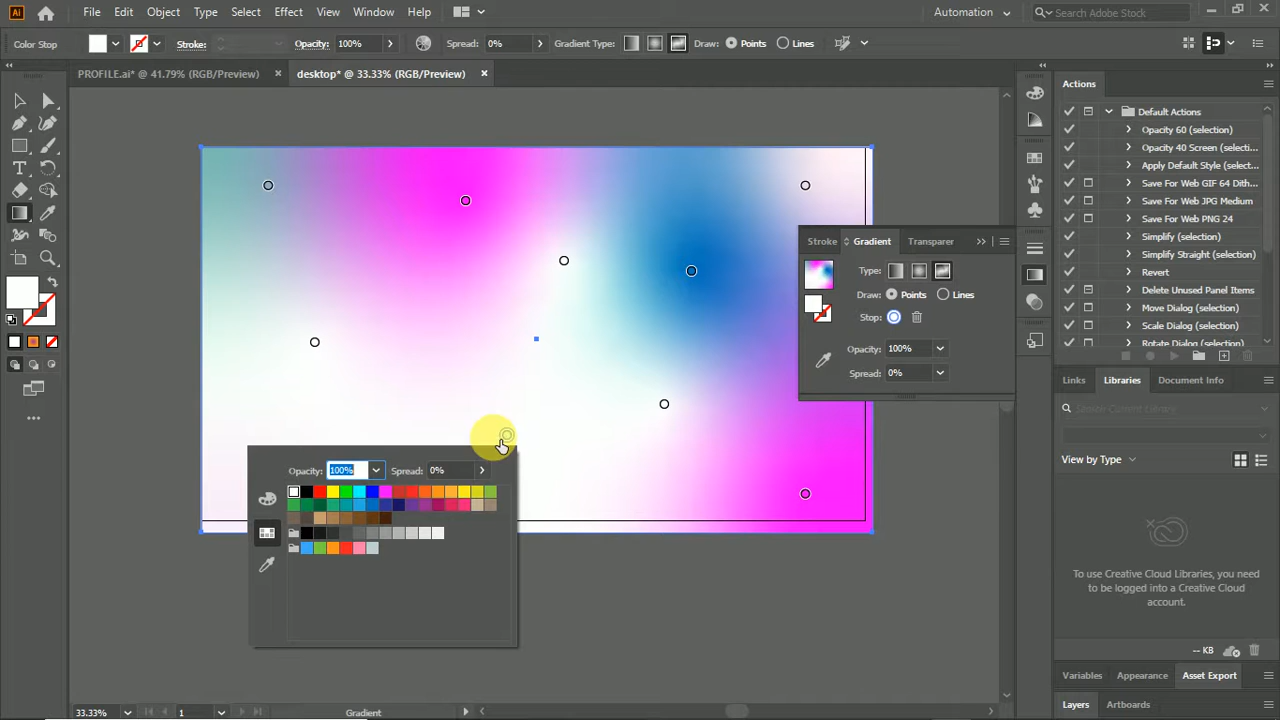 Ai File Edit Object Type Select Effect View Window Help Automation Search Adobe Stock
Color Stop Stroke: Opacity: 100% Spread: 0% Gradient Type: Draw: Points Lines
PROFILE.ai* @ 41.79% (RGB/Preview) × desktop* @ 33.33% (RGB/Preview) ×
Actions
Default Actions
Opacity 60 (selection)
Opacity 40 Screen (selecti...
Apply Default Style (select...
Save For Web GIF 64 Dith...
Save For Web JPG Medium
Save For Web PNG 24
Simplify (selection)
Simplify Straight (selection)
Revert
Delete Unused Panel Items
Move Dialog (selection)
Scale Dialog (selection)
Rotate Dialog (selection)
Stroke Gradient Transparer
Type:
Draw: Points Lines
Stop:
Opacity: 100%
Spread: 0%
Links Libraries Document Info
View by Type
To use Creative Cloud Libraries, you need
to be logged into a Creative Cloud
account.
-- KB
Opacity: 100% Spread: 0%
Variables Appearance Asset Export
Layers Artboards
33.33% 1 Gradient